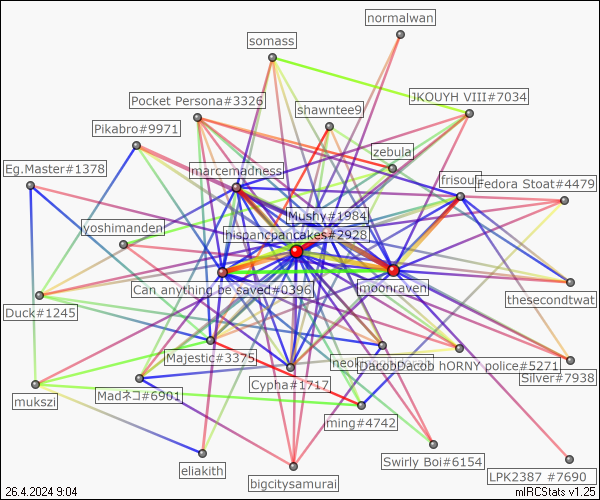 normalwan
somass
Pocket Persona#3326
shawntee9
JKOUYH VIII#7034
Pikabro#9971
zebula
Eg.Master#1378
marcemadness
frisour
Fedora Stoat#4479
Mushy#1984
yoshimanden
hispancpancakes#2928
Can anything be saved#0396
moonraven
thesecondtwat
Duck#1245
Majestic#3375
DacobDacob hORNY police#5271
Silver#7938
Cypha#1717
mukszi
Madネコ#6901
ming#4742
Swirly Boi#6154
eliakith
bigcitysamurai
LPK2387 #7690
26.4.2024 9:04
mIRCStats v1.25